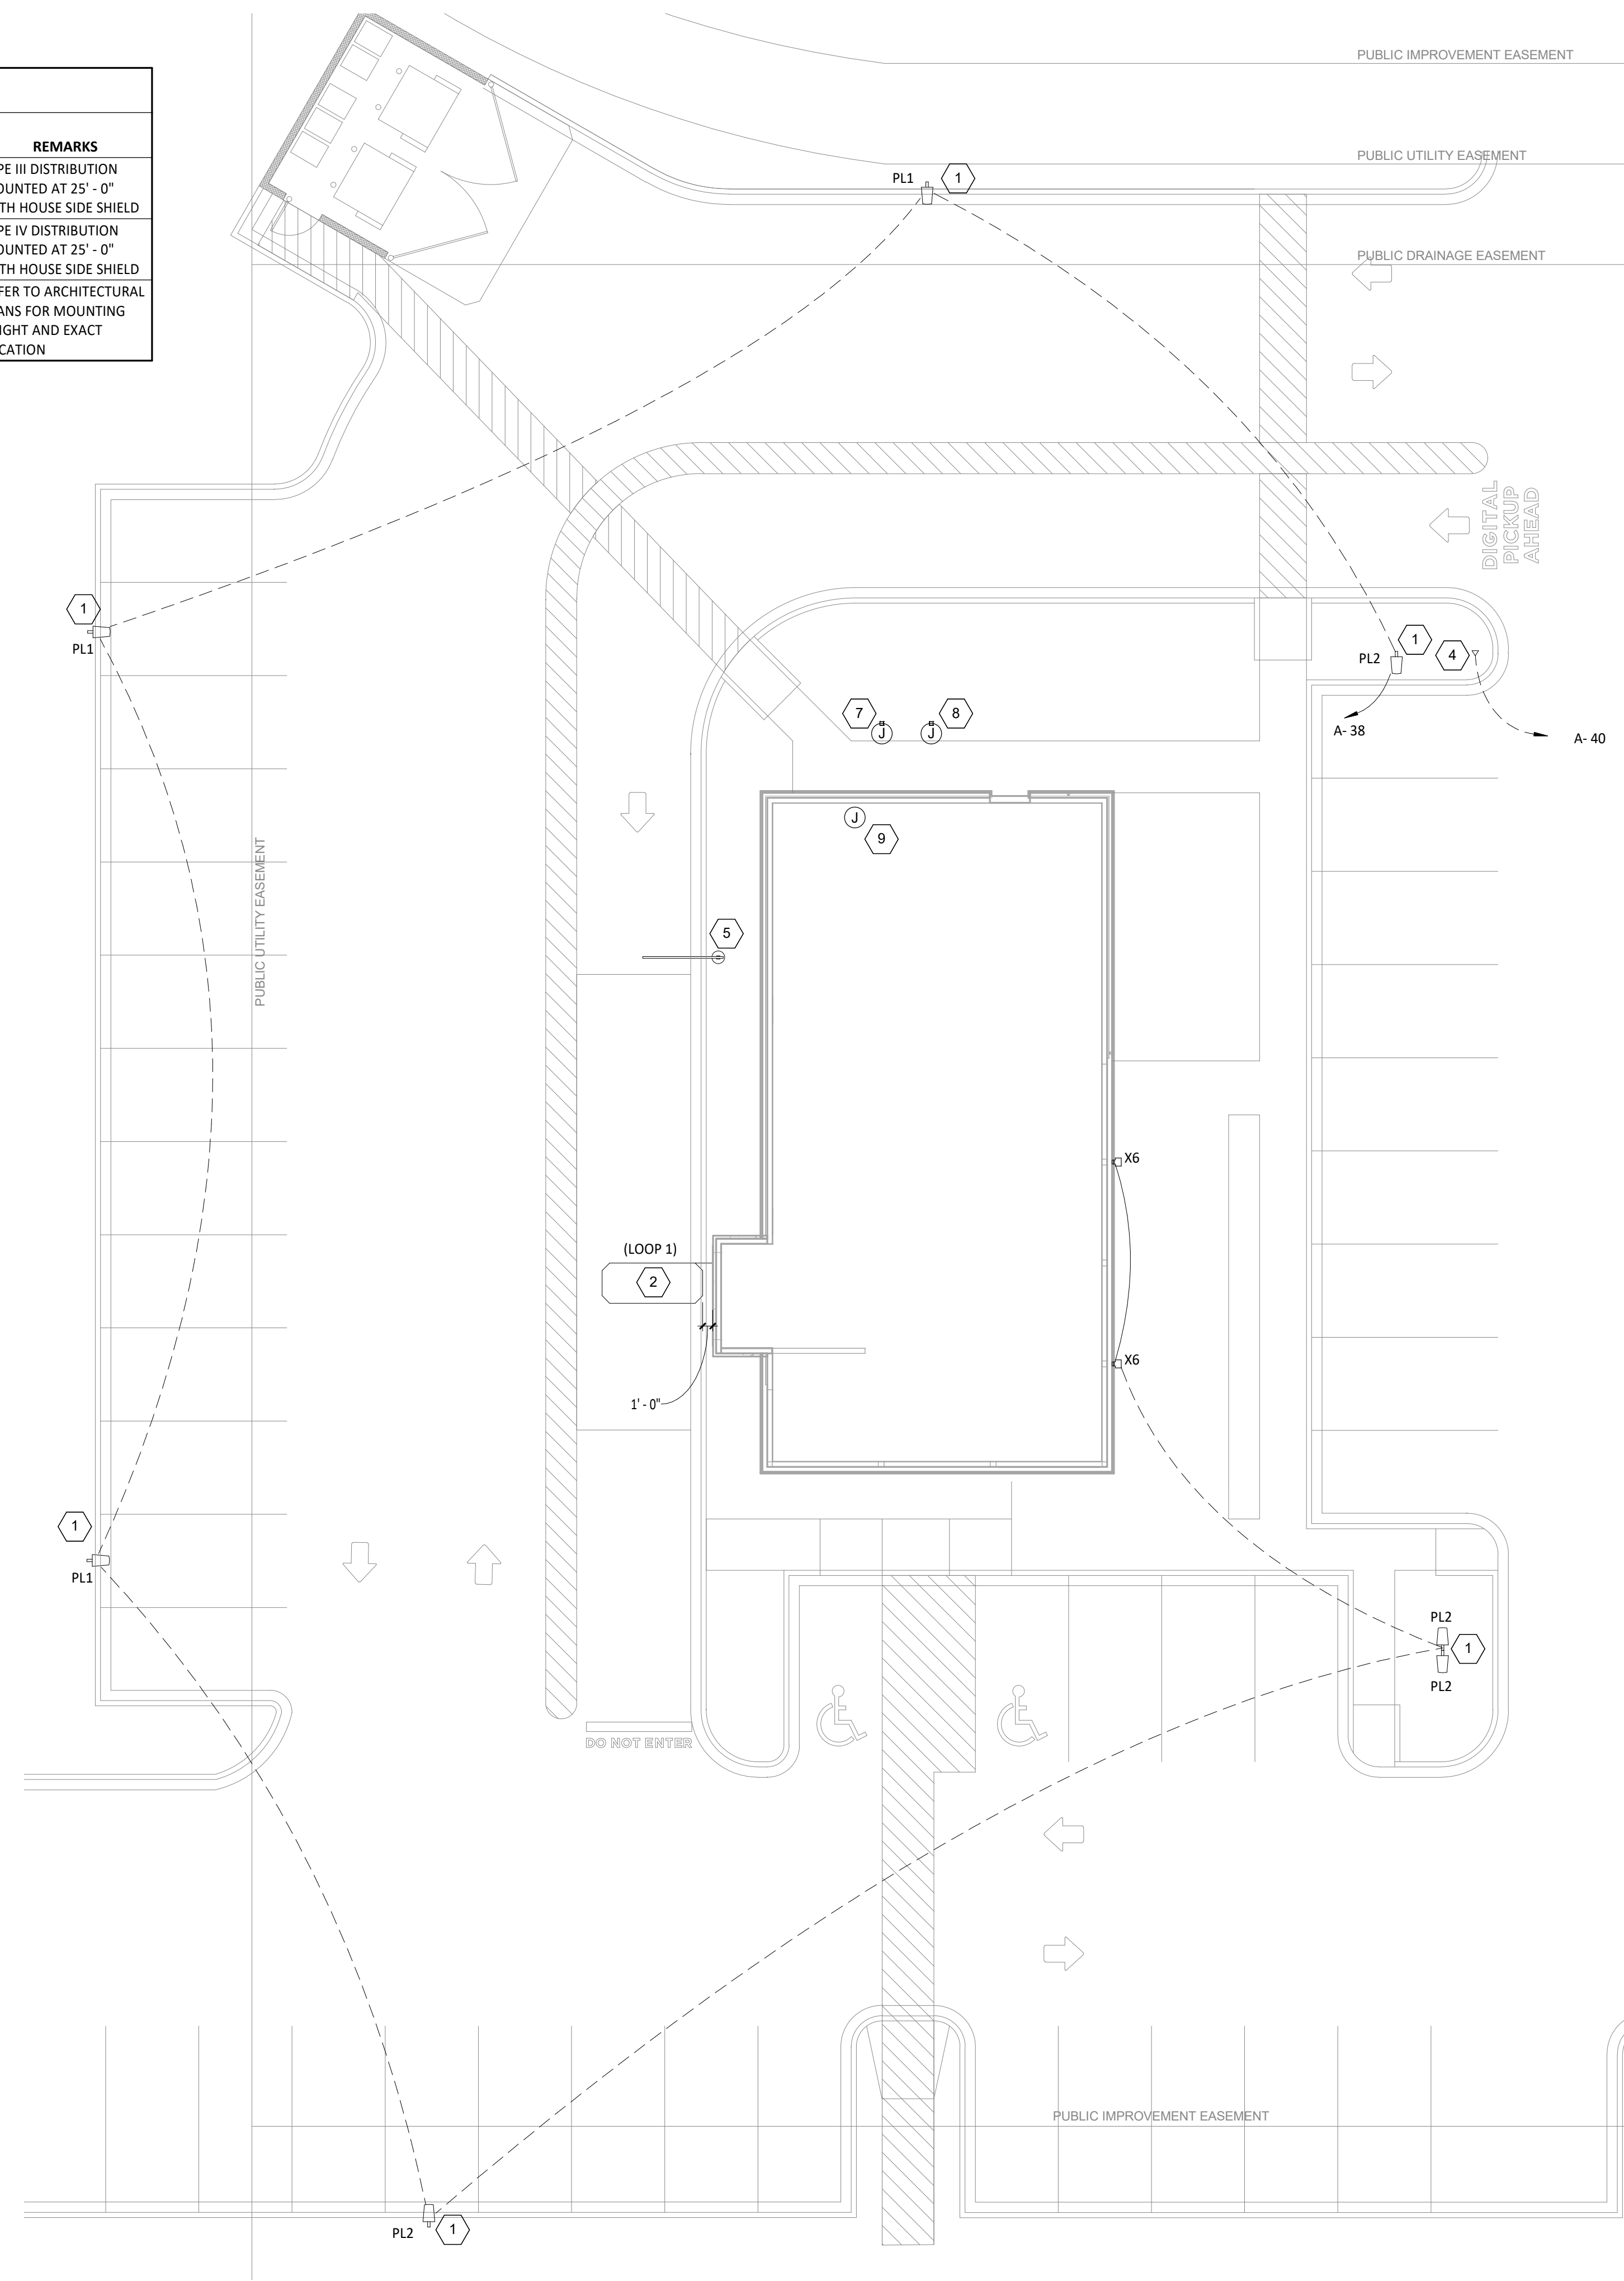 PUBLIC IMPROVEMENT EASEMENT
REMARKS
PE III DISTRIBUTION
OUNTED AT 25' - 0"
TH HOUSE SIDE SHIELD
PE IV DISTRIBUTION
OUNTED AT 25' - 0"
TH HOUSE SIDE SHIELD
FER TO ARCHITECTURAL
ANS FOR MOUNTING
IGHT AND EXACT
CATION
PUBLIC UTILITY EASEMENT
PL1
1
PUBLIC DRAINAGE EASEMENT
DIGITAL
PICKUP
AHEAD
1
PL1
1
PL2
4
7
8
J
J
A- 38
A- 40
J
9
PUBLIC UTILITY EASEMENT
5
X6
(LOOP 1)
2
X6
1' - 0"
1
PL1
PL2
1
PL2
DO NOT ENTER
PUBLIC IMPROVEMENT EASEMENT
PL2
1